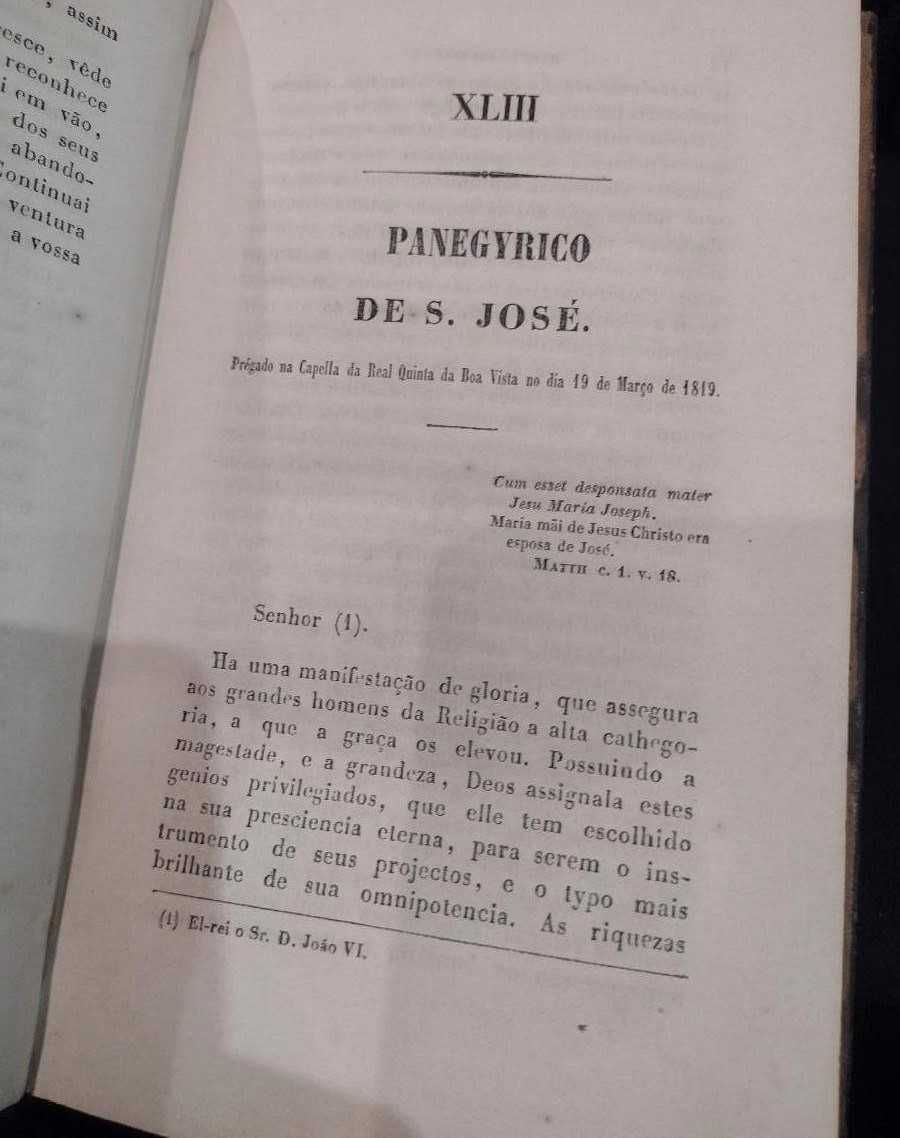 , assim
esce, vêde
reconhece
i em vão,
dos seus
abando-
Continuai
ventura
a vossa
XLIII
PANEGYRICO
DE S. JOSÉ.
Prégado na Capella da Real Quinta da Boa Vista no dia 19 de Março de 1819.
Cum esset desponsata mater
Jesu Maria Joseph.
Maria mãi de Jesus Christo era
esposa de José.
MATTH c. 1. v. 18.
Senhor (1).
Ha uma manifestação de gloria, que assegura
aos grandes homens da Religião a alta cathego-
ria, a que a graça os elevou. Possuindo a
magestade, e a grandeza, Deos assignala estes
genios privilegiados, que elle tem escolhido
na sua presciencia eterna, para serem o ins-
trumento de seus projectos, e o typo mais
brilhante de sua omnipotencia. As riquezas
(1) El-rei o Sr. D. João VI.